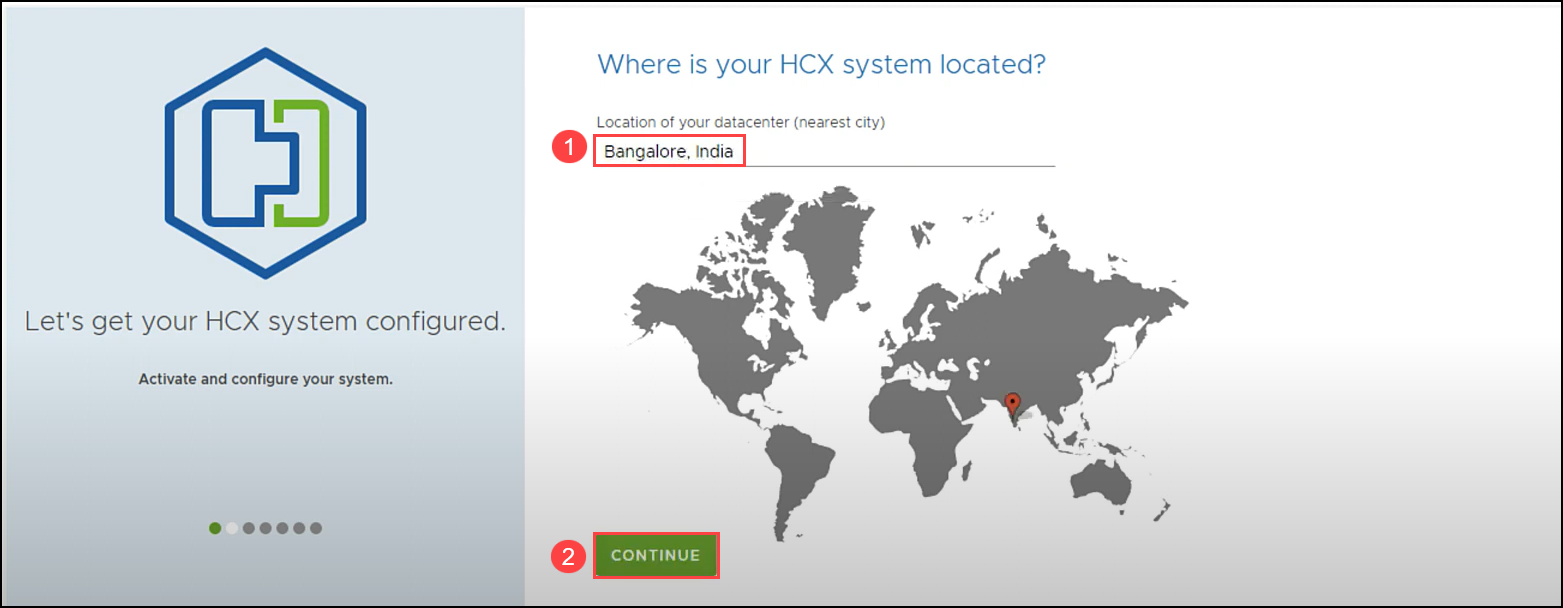 Let's get your HCX system configured.
Activate and configure your system.
Where is your HCX system located?
Location of your datacenter (nearest city)
1
Bangalore, India
2
CONTINUE